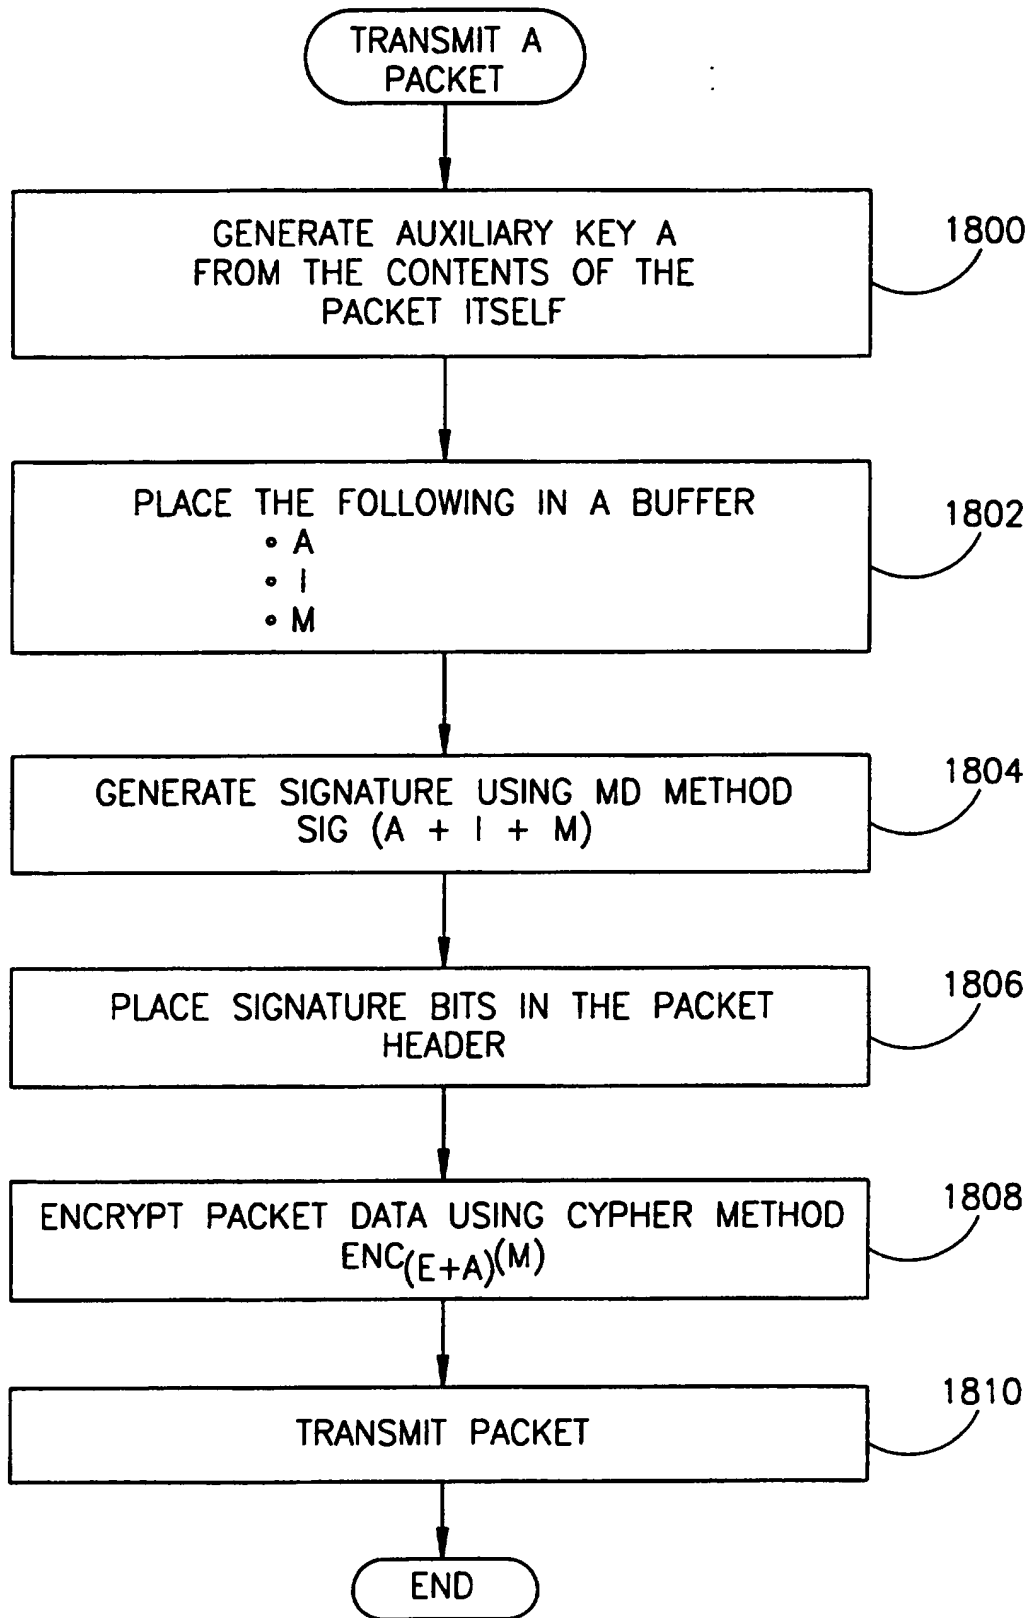 TRANSMIT A
PACKET
GENERATE AUXILIARY KEY A
FROM THE CONTENTS OF THE
PACKET ITSELF
1800
PLACE THE FOLLOWING IN A BUFFER
• A
• I
• M
1802
GENERATE SIGNATURE USING MD METHOD
SIG (A + I + M)
1804
PLACE SIGNATURE BITS IN THE PACKET
HEADER
1806
ENCRYPT PACKET DATA USING CYPHER METHOD
ENC(E+A)(M)
1808
TRANSMIT PACKET
1810
END